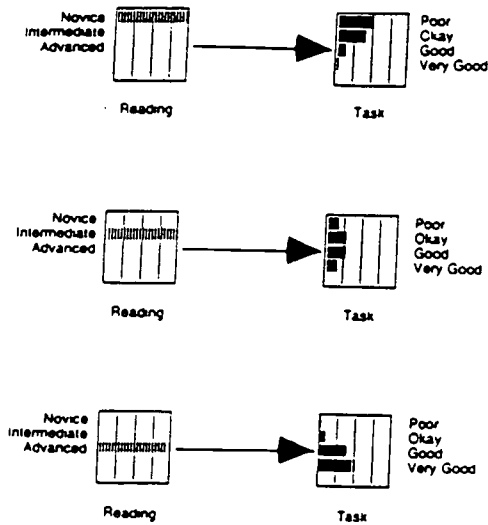 Novice
Intermediate
Advanced
Reading
Poor
Okay
Good
Very Good
Task
Novice
Intermediate
Advanced
Reading
Poor
Okay
Good
Very Good
Task
Novice
Intermediate
Advanced
Reading
Poor
Okay
Good
Very Good
Task